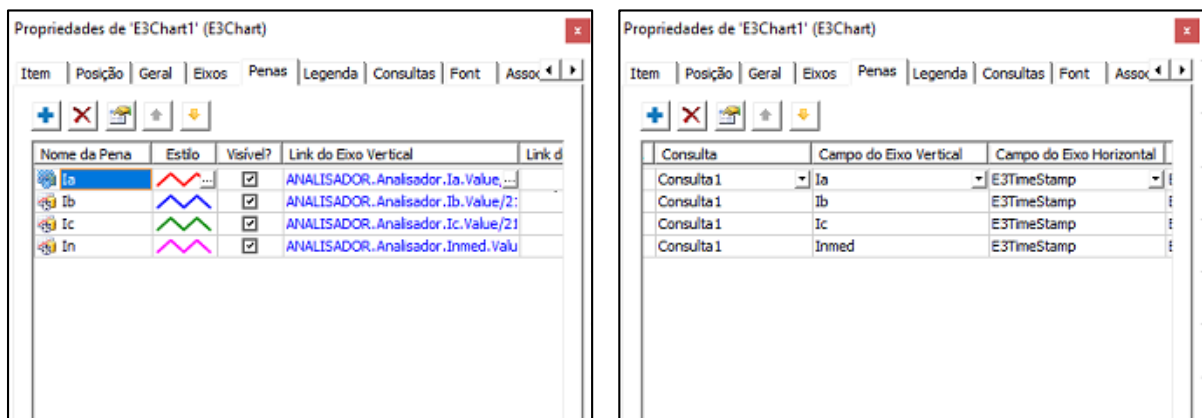 Propriedades de 'E3Chart1' (E3Chart)
x
Item Posição Geral Eixos Penas Legenda Consultas Font Assoc
Nome da Pena Estilo Visível? Link do Eixo Vertical Link d
Ia ... ANALISADOR.Analisador.Ia.Value, ...
Ib ANALISADOR.Analisador.Ib.Value/2:
Ic ANALISADOR.Analisador.Ic.Value/21
In ANALISADOR.Analisador.Inmed.Valu
Propriedades de 'E3Chart1' (E3Chart)
x
Item Posição Geral Eixos Penas Legenda Consultas Font Assoc
Consulta Campo do Eixo Vertical Campo do Eixo Horizontal
Consulta1 Ia E3TimeStamp
Consulta1 Ib E3TimeStamp
Consulta1 Ic E3TimeStamp
Consulta1 Inmed E3TimeStamp